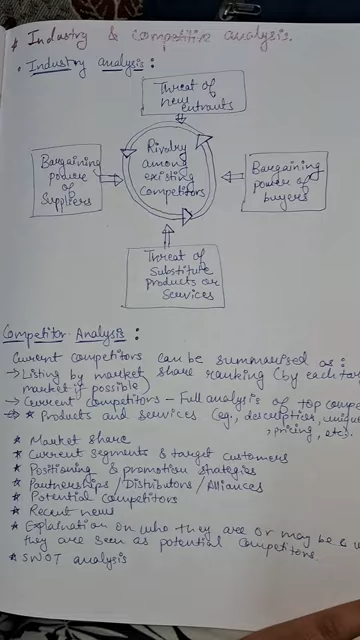 * Industry & competitive analysis.
• Industry analysis:
Threat of
new
entrants
Bargaining
power
of
Suppliers
Rivalry
among
existing
competitors
Bargaining
power of
buyers
Threat of
Substitute
products or
Services
Competitor Analysis:
Current competitors can be summarised as:
→ Listing by market share ranking (by each
market if possible)
→ Current competitors - Full analysis of top
⇒ * Products and services (eg., description,
, pricing, etc).
* Market share
* Current segments & target customers
* Positioning & promotion strategies
* Partnerships / Distributors / Alliances
* Potential competitors
* Recent news
* Explanation on who they are or may be &
they are seen as potential competitors.
* SWOT analysis